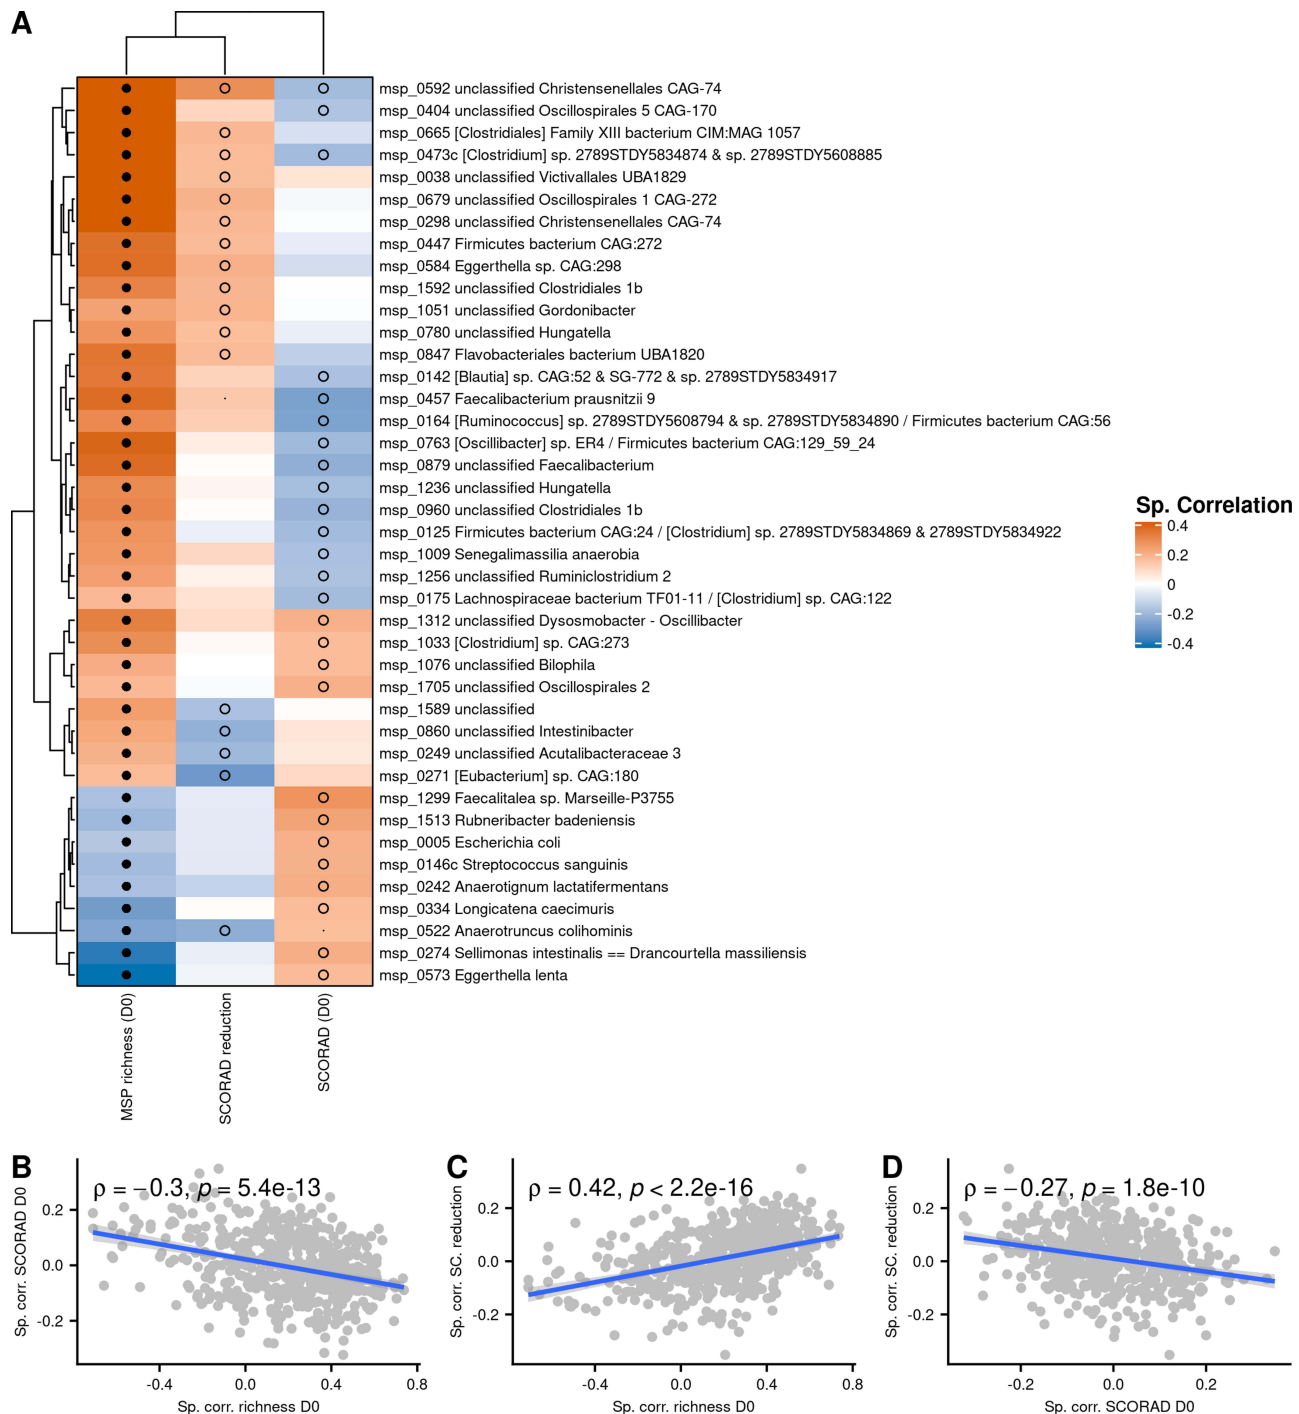 A
msp_0592 unclassified Christensenellales CAG-74
msp_0404 unclassified Oscillospirales 5 CAG-170
msp_0665 [Clostridiales] Family XIII bacterium CIM:MAG 1057
msp_0473c [Clostridium] sp. 2789STDY5834874 & sp. 2789STDY5608885
msp_0038 unclassified Victivallales UBA1829
msp_0679 unclassified Oscillospirales 1 CAG-272
msp_0298 unclassified Christensenellales CAG-74
msp_0447 Firmicutes bacterium CAG:272
msp_0584 Eggerthella sp. CAG:298
msp_1592 unclassified Clostridiales 1b
msp_1051 unclassified Gordonibacter
msp_0780 unclassified Hungatella
msp_0847 Flavobacteriales bacterium UBA1820
msp_0142 [Blautia] sp. CAG:52 & SG-772 & sp. 2789STDY5834917
msp_0457 Faecalibacterium prausnitzii 9
msp_0164 [Ruminococcus] sp. 2789STDY5608794 & sp. 2789STDY5834890 / Firmicutes bacterium CAG:56
msp_0763 [Oscillibacter] sp. ER4 / Firmicutes bacterium CAG:129_59_24
msp_0879 unclassified Faecalibacterium
msp_1236 unclassified Hungatella
msp_0960 unclassified Clostridiales 1b
msp_0125 Firmicutes bacterium CAG:24 / [Clostridium] sp. 2789STDY5834869 & 2789STDY5834922
msp_1009 Senegalimassilia anaerobia
msp_1256 unclassified Ruminiclostridium 2
msp_0175 Lachnospiraceae bacterium TF01-11 / [Clostridium] sp. CAG:122
msp_1312 unclassified Dysosmobacter - Oscillibacter
msp_1033 [Clostridium] sp. CAG:273
msp_1076 unclassified Bilophila
msp_1705 unclassified Oscillospirales 2
msp_1589 unclassified
msp_0860 unclassified Intestinibacter
msp_0249 unclassified Acutalibacteraceae 3
msp_0271 [Eubacterium] sp. CAG:180
msp_1299 Faecalitalea sp. Marseille-P3755
msp_1513 Rubneribacter badeniensis
msp_0005 Escherichia coli
msp_0146c Streptococcus sanguinis
msp_0242 Anaerotignum lactatifermentans
msp_0334 Longicatena caecimuris
msp_0522 Anaerotruncus colihominis
msp_0274 Sellimonas intestinalis == Drancourtella massiliensis
msp_0573 Eggerthella lenta
MSP richness (D0)
SCORAD reduction
SCORAD (D0)
Sp. Correlation
0.4
0.2
0
-0.2
-0.4
B
ρ = −0.3, p = 5.4e-13
Sp. corr. SCORAD D0
0.2
0.0
-0.2
-0.4 0.0 0.4 0.8
Sp. corr. richness D0
C
ρ = 0.42, p < 2.2e-16
Sp. corr. SC. reduction
0.2
0.0
-0.2
-0.4 0.0 0.4 0.8
Sp. corr. richness D0
D
ρ = −0.27, p = 1.8e-10
Sp. corr. SC. reduction
0.2
0.0
-0.2
-0.2 0.0 0.2
Sp. corr. SCORAD D0